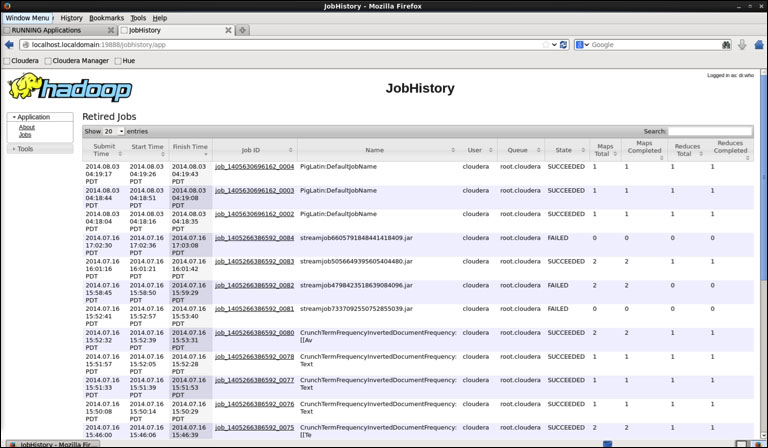 JobHistory - Mozilla Firefox
Window Menu History Bookmarks Tools Help
RUNNING Applications JobHistory
localhost.localdomain:19888/jobhistory/app Google
Cloudera Cloudera Manager Hue
Logged in as: dr.who
hadoop
JobHistory
Application
About
Jobs
Tools
Retired Jobs
Show 20 entries Search:
Submit Time Start Time Finish Time Job ID Name User Queue State Maps Total Maps Completed Reduces Total Reduces Completed
2014.08.03 2014.08.03 2014.08.03 job_1405630696162_0004 PigLatin:DefaultJobName cloudera root.cloudera SUCCEEDED 1 1 1 1
04:19:17 04:19:26 04:19:43
PDT PDT PDT
2014.08.03 2014.08.03 2014.08.03 job_1405630696162_0003 PigLatin:DefaultJobName cloudera root.cloudera SUCCEEDED 1 1 1 1
04:18:44 04:18:51 04:19:08
PDT PDT PDT
2014.08.03 2014.08.03 2014.08.03 job_1405630696162_0002 PigLatin:DefaultJobName cloudera root.cloudera SUCCEEDED 1 1 1 1
04:18:04 04:18:16 04:18:35
PDT PDT PDT
2014.07.16 2014.07.16 2014.07.16 job_1405266386592_0084 streamjob6605791848441418409.jar cloudera root.cloudera FAILED 0 0 0 0
17:02:30 17:02:36 17:03:08
PDT PDT PDT
2014.07.16 2014.07.16 2014.07.16 job_1405266386592_0083 streamjob5056649395605404480.jar cloudera root.cloudera SUCCEEDED 2 2 1 1
16:01:16 16:01:21 16:01:42
PDT PDT PDT
2014.07.16 2014.07.16 2014.07.16 job_1405266386592_0082 streamjob4798423518639084096.jar cloudera root.cloudera FAILED 2 2 0 0
15:58:45 15:58:50 15:59:29
PDT PDT PDT
2014.07.16 2014.07.16 2014.07.16 job_1405266386592_0081 streamjob7337092550752855039.jar cloudera root.cloudera FAILED 0 0 1 0
15:52:41 15:52:57 15:53:40
PDT PDT PDT
2014.07.16 2014.07.16 2014.07.16 job_1405266386592_0080 CrunchTermFrequencyInvertedDocumentFrequency: cloudera root.cloudera SUCCEEDED 2 2 1 1
15:52:32 15:52:39 15:53:31 [[Av
PDT PDT PDT
2014.07.16 2014.07.16 2014.07.16 job_1405266386592_0078 CrunchTermFrequencyInvertedDocumentFrequency: cloudera root.cloudera SUCCEEDED 1 1 1 1
15:51:57 15:52:05 15:52:28 Text
PDT PDT PDT
2014.07.16 2014.07.16 2014.07.16 job_1405266386592_0077 CrunchTermFrequencyInvertedDocumentFrequency: cloudera root.cloudera SUCCEEDED 1 1 1 1
15:51:33 15:51:39 15:51:53 Text
PDT PDT PDT
2014.07.16 2014.07.16 2014.07.16 job_1405266386592_0076 CrunchTermFrequencyInvertedDocumentFrequency: cloudera root.cloudera SUCCEEDED 1 1 1 1
15:50:08 15:50:14 15:50:29 Text
PDT PDT PDT
2014.07.16 2014.07.16 2014.07.16 job_1405266386592_0075 CrunchTermFrequencyInvertedDocumentFrequency: cloudera root.cloudera SUCCEEDED 2 2 1 1
15:46:00 15:46:06 15:46:39 [[Te
JobHistory - Mozilla Fir...